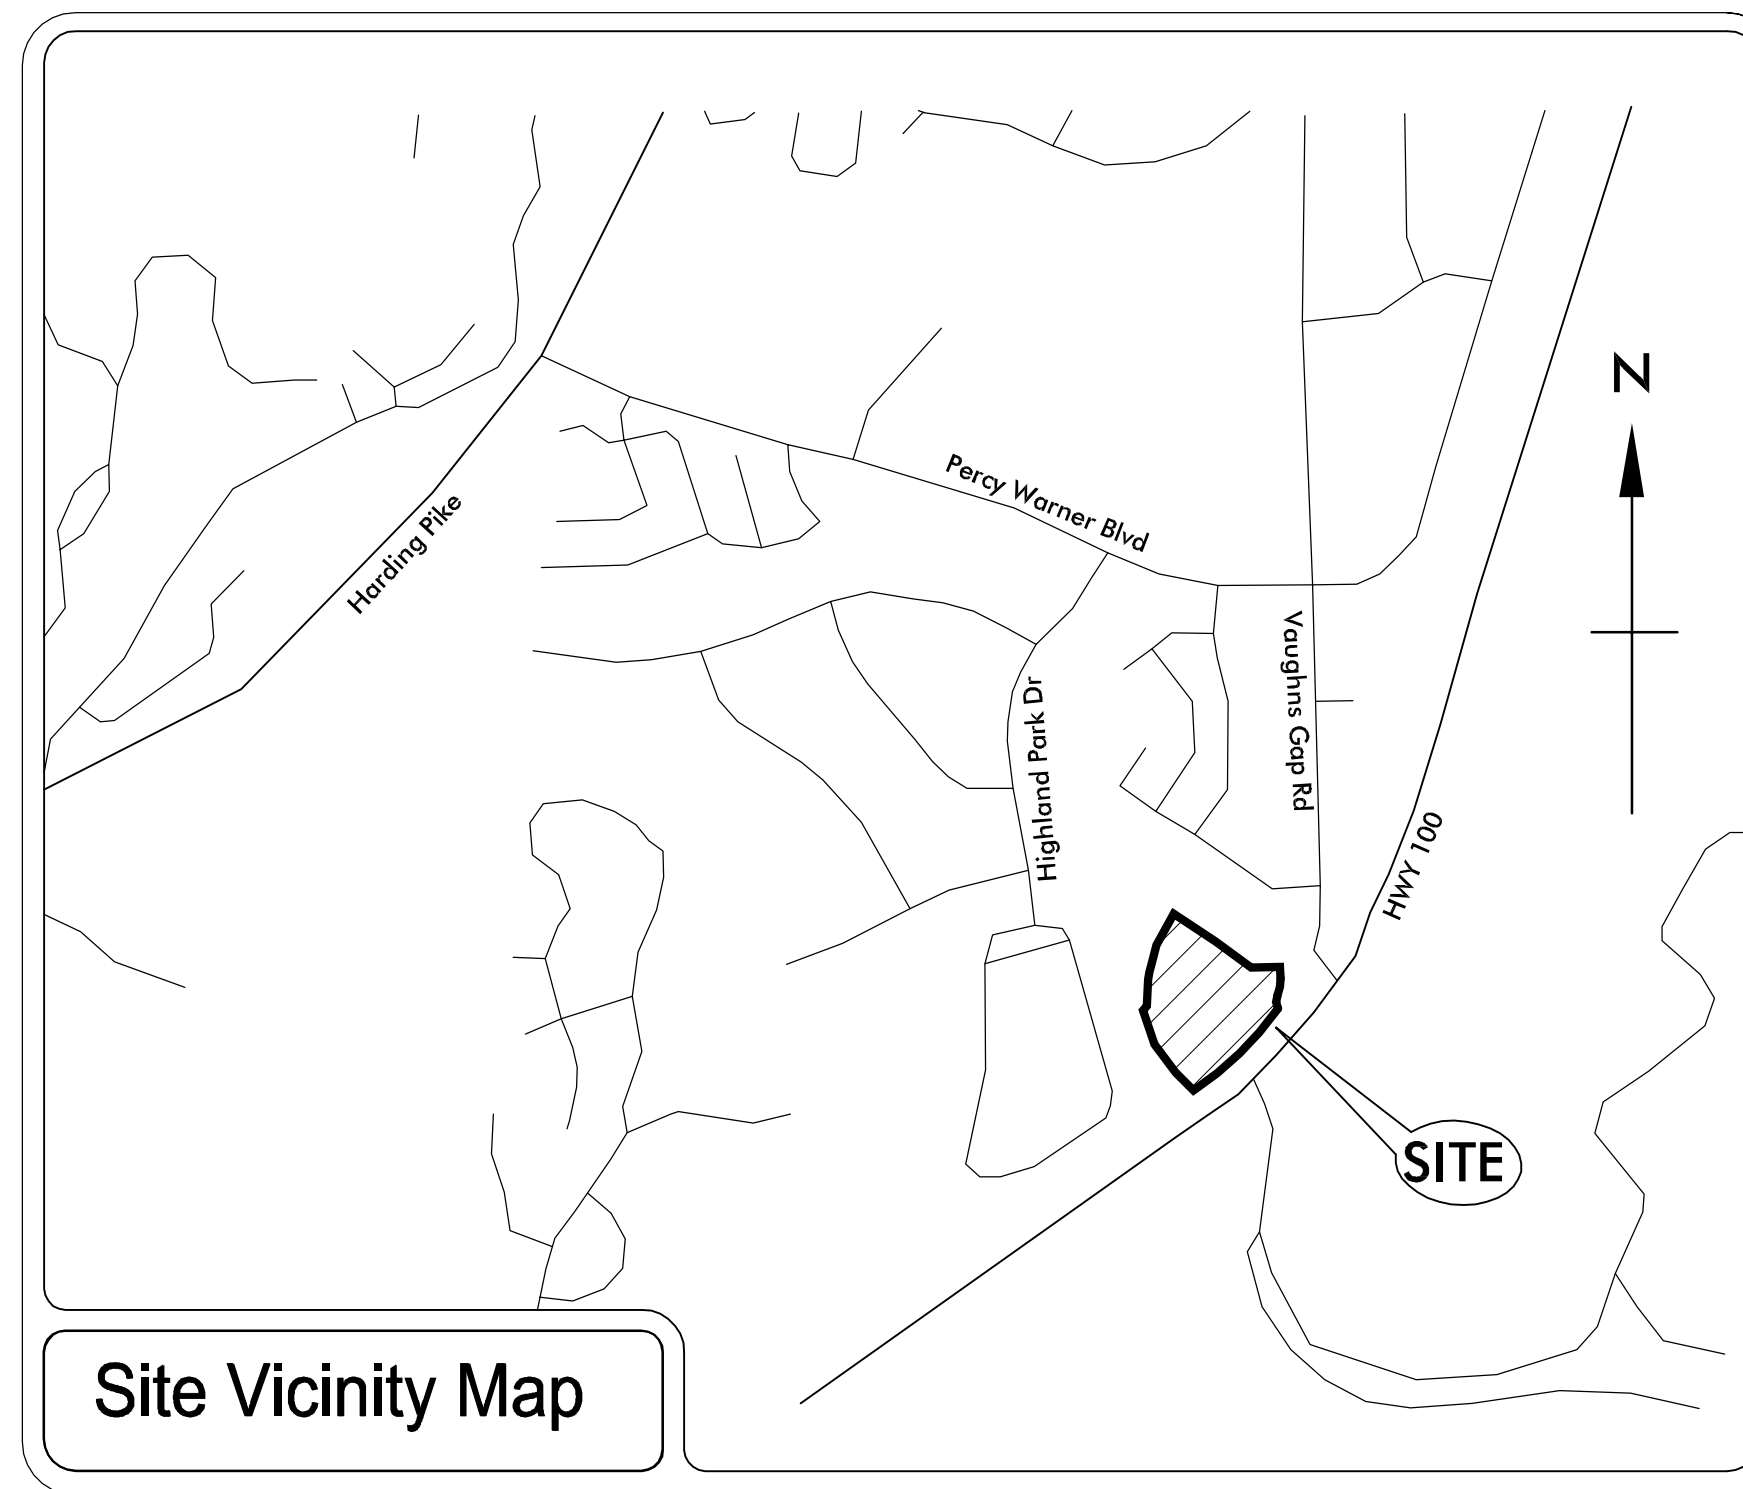 N
Percy Warner Blvd
Harding Pike
Vaughns Gap Rd
Highland Park Dr
HWY 100
SITE
Site Vicinity Map